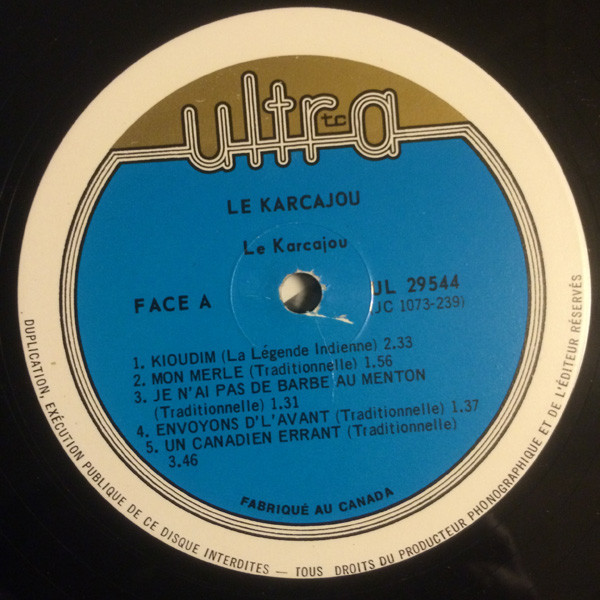 ultra
tc
LE KARCAJOU
Le Karcajou
FACE A
JL 29544
(JC 1073-239)
1. KIOUDIM (La Légende Indienne) 2.33
2. MON MERLE (Traditionnelle) 1.56
3. JE N'AI PAS DE BARBE AU MENTON
(Traditionnelle) 1.31
4. ENVOYONS D'L'AVANT (Traditionnelle) 1.37
5. UN CANADIEN ERRANT (Traditionnelle)
3.46
FABRIQUÉ AU CANADA
DUPLICATION, EXÉCUTION PUBLIQUE DE CE DISQUE INTERDITES — TOUS DROITS DU PRODUCTEUR PHONOGRAPHIQUE ET DE L'ÉDITEUR RÉSERVÉS